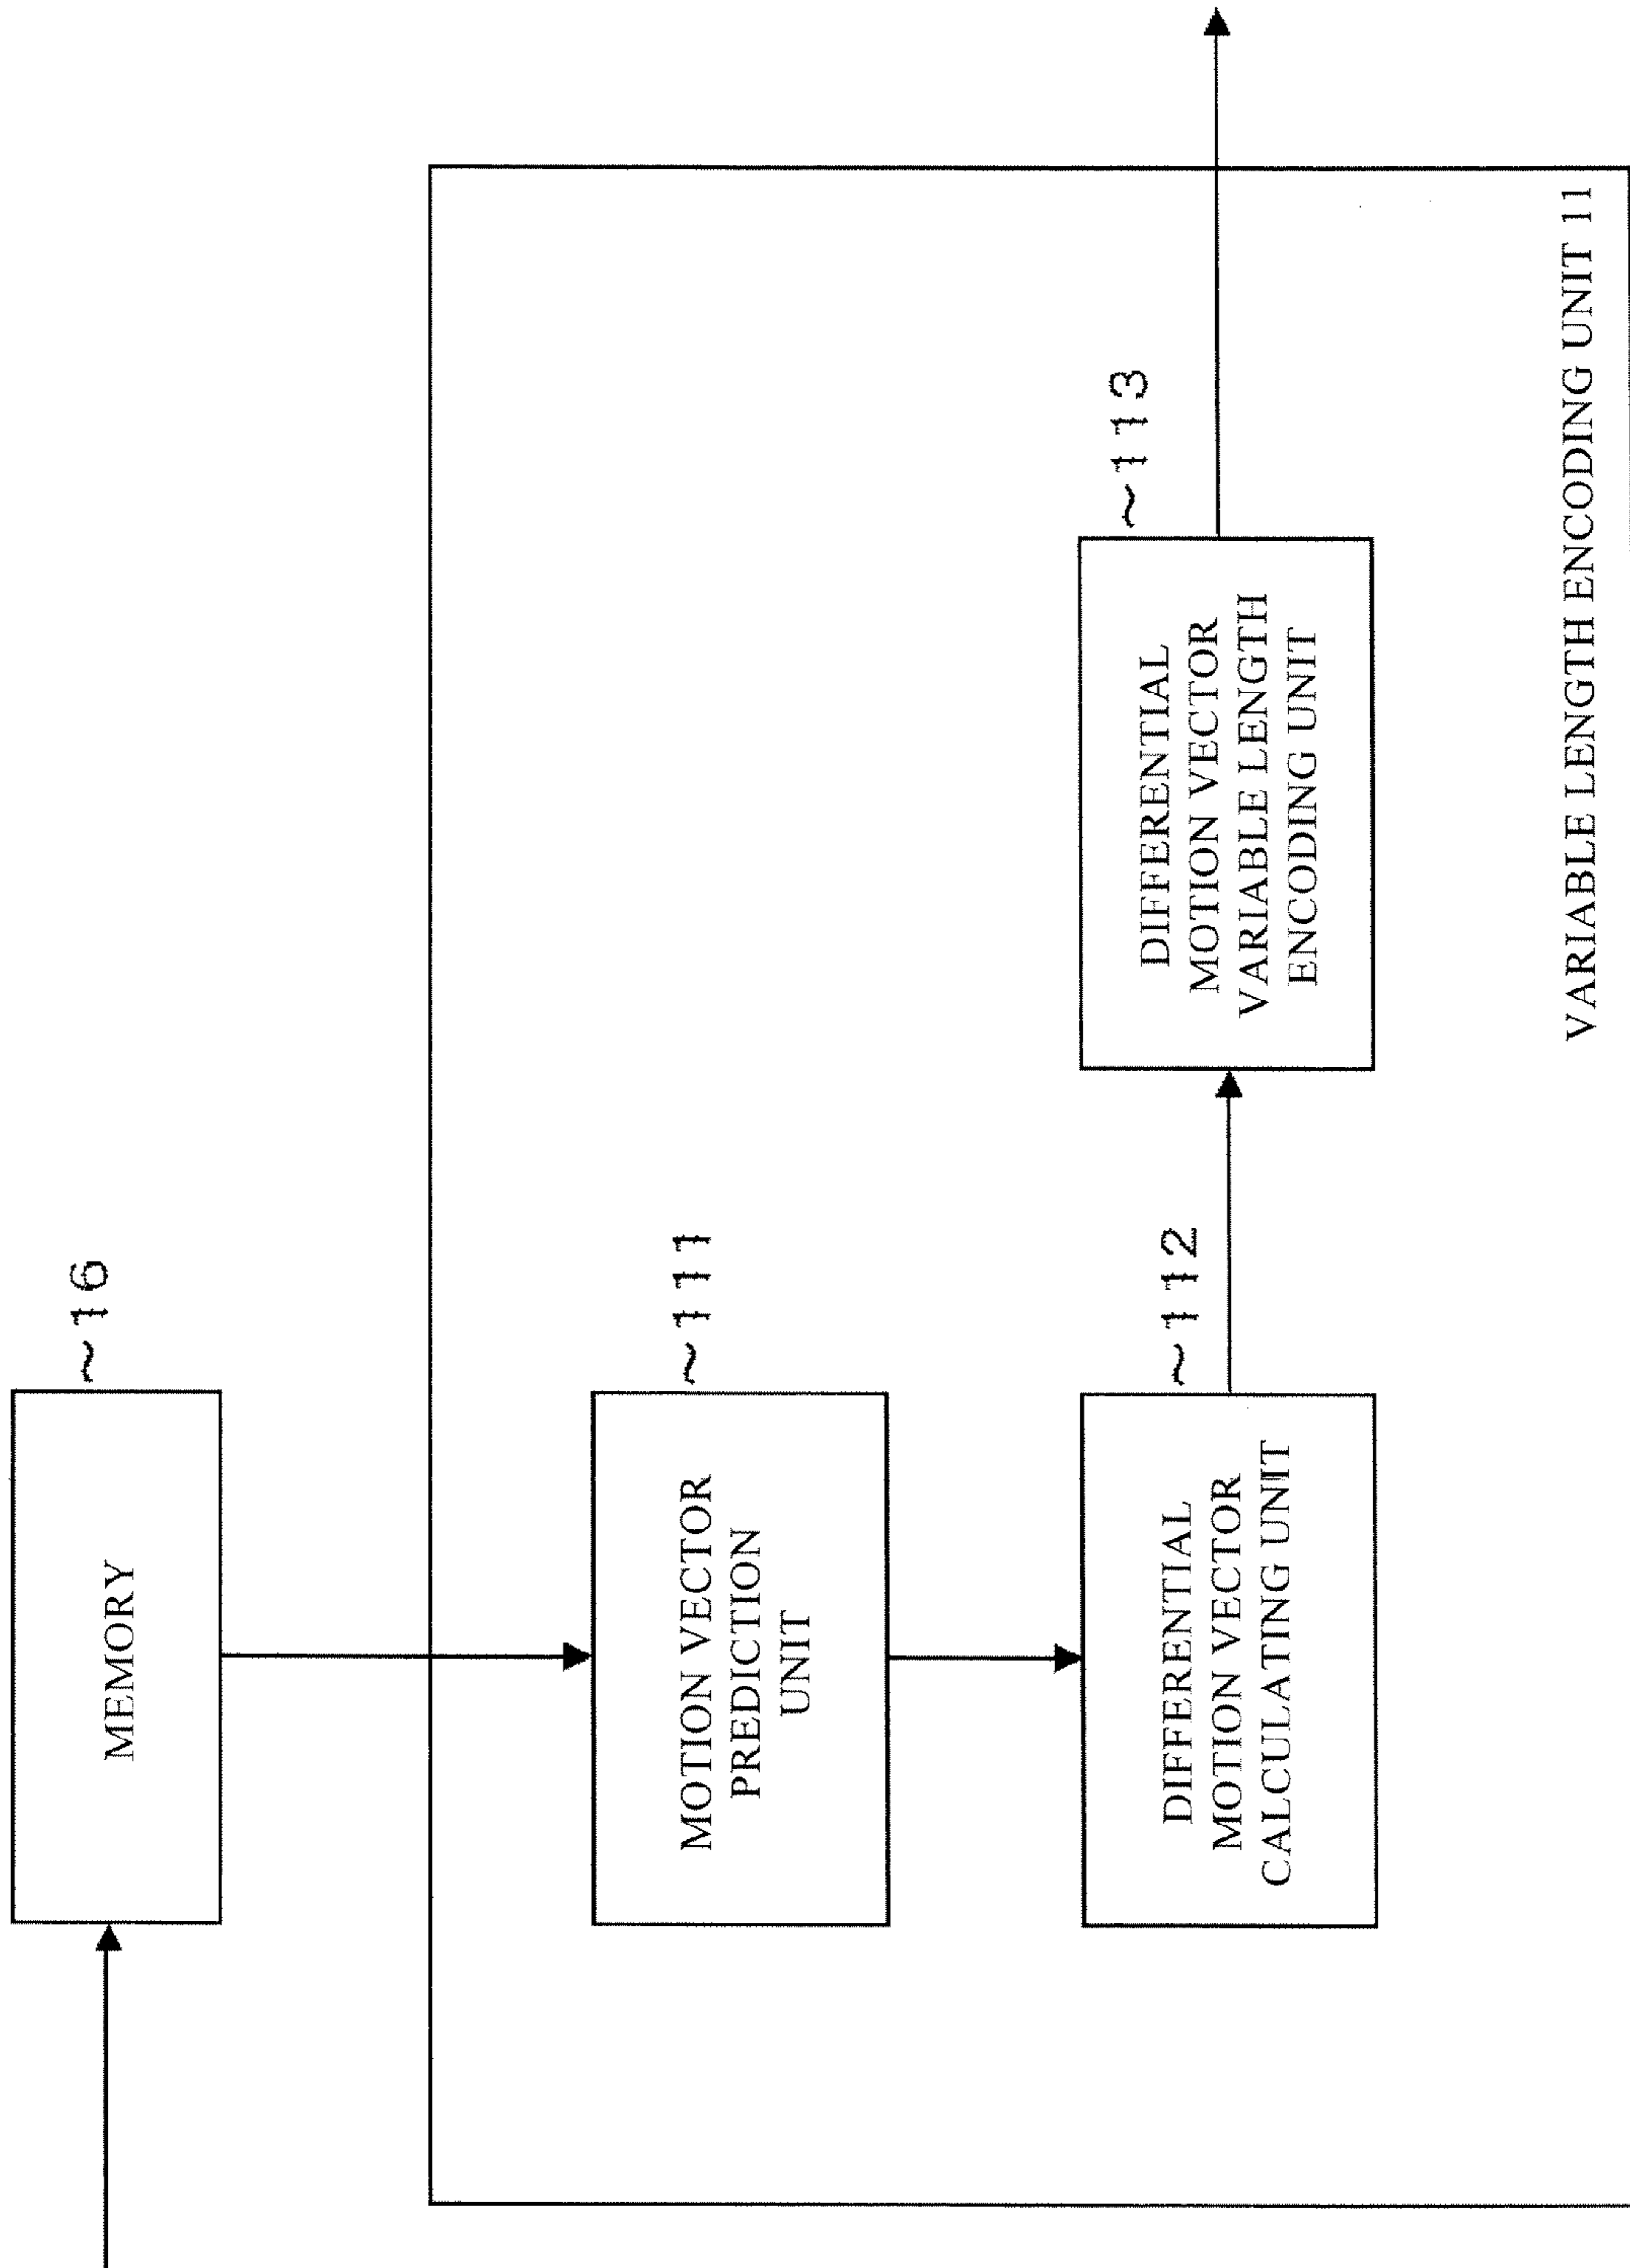 MEMORY
~16
MOTION VECTOR
PREDICTION
UNIT
~111
DIFFERENTIAL
MOTION VECTOR
CALCULATING UNIT
~112
DIFFERENTIAL
MOTION VECTOR
VARIABLE LENGTH
ENCODING UNIT
~113
VARIABLE LENGTH ENCODING UNIT 11